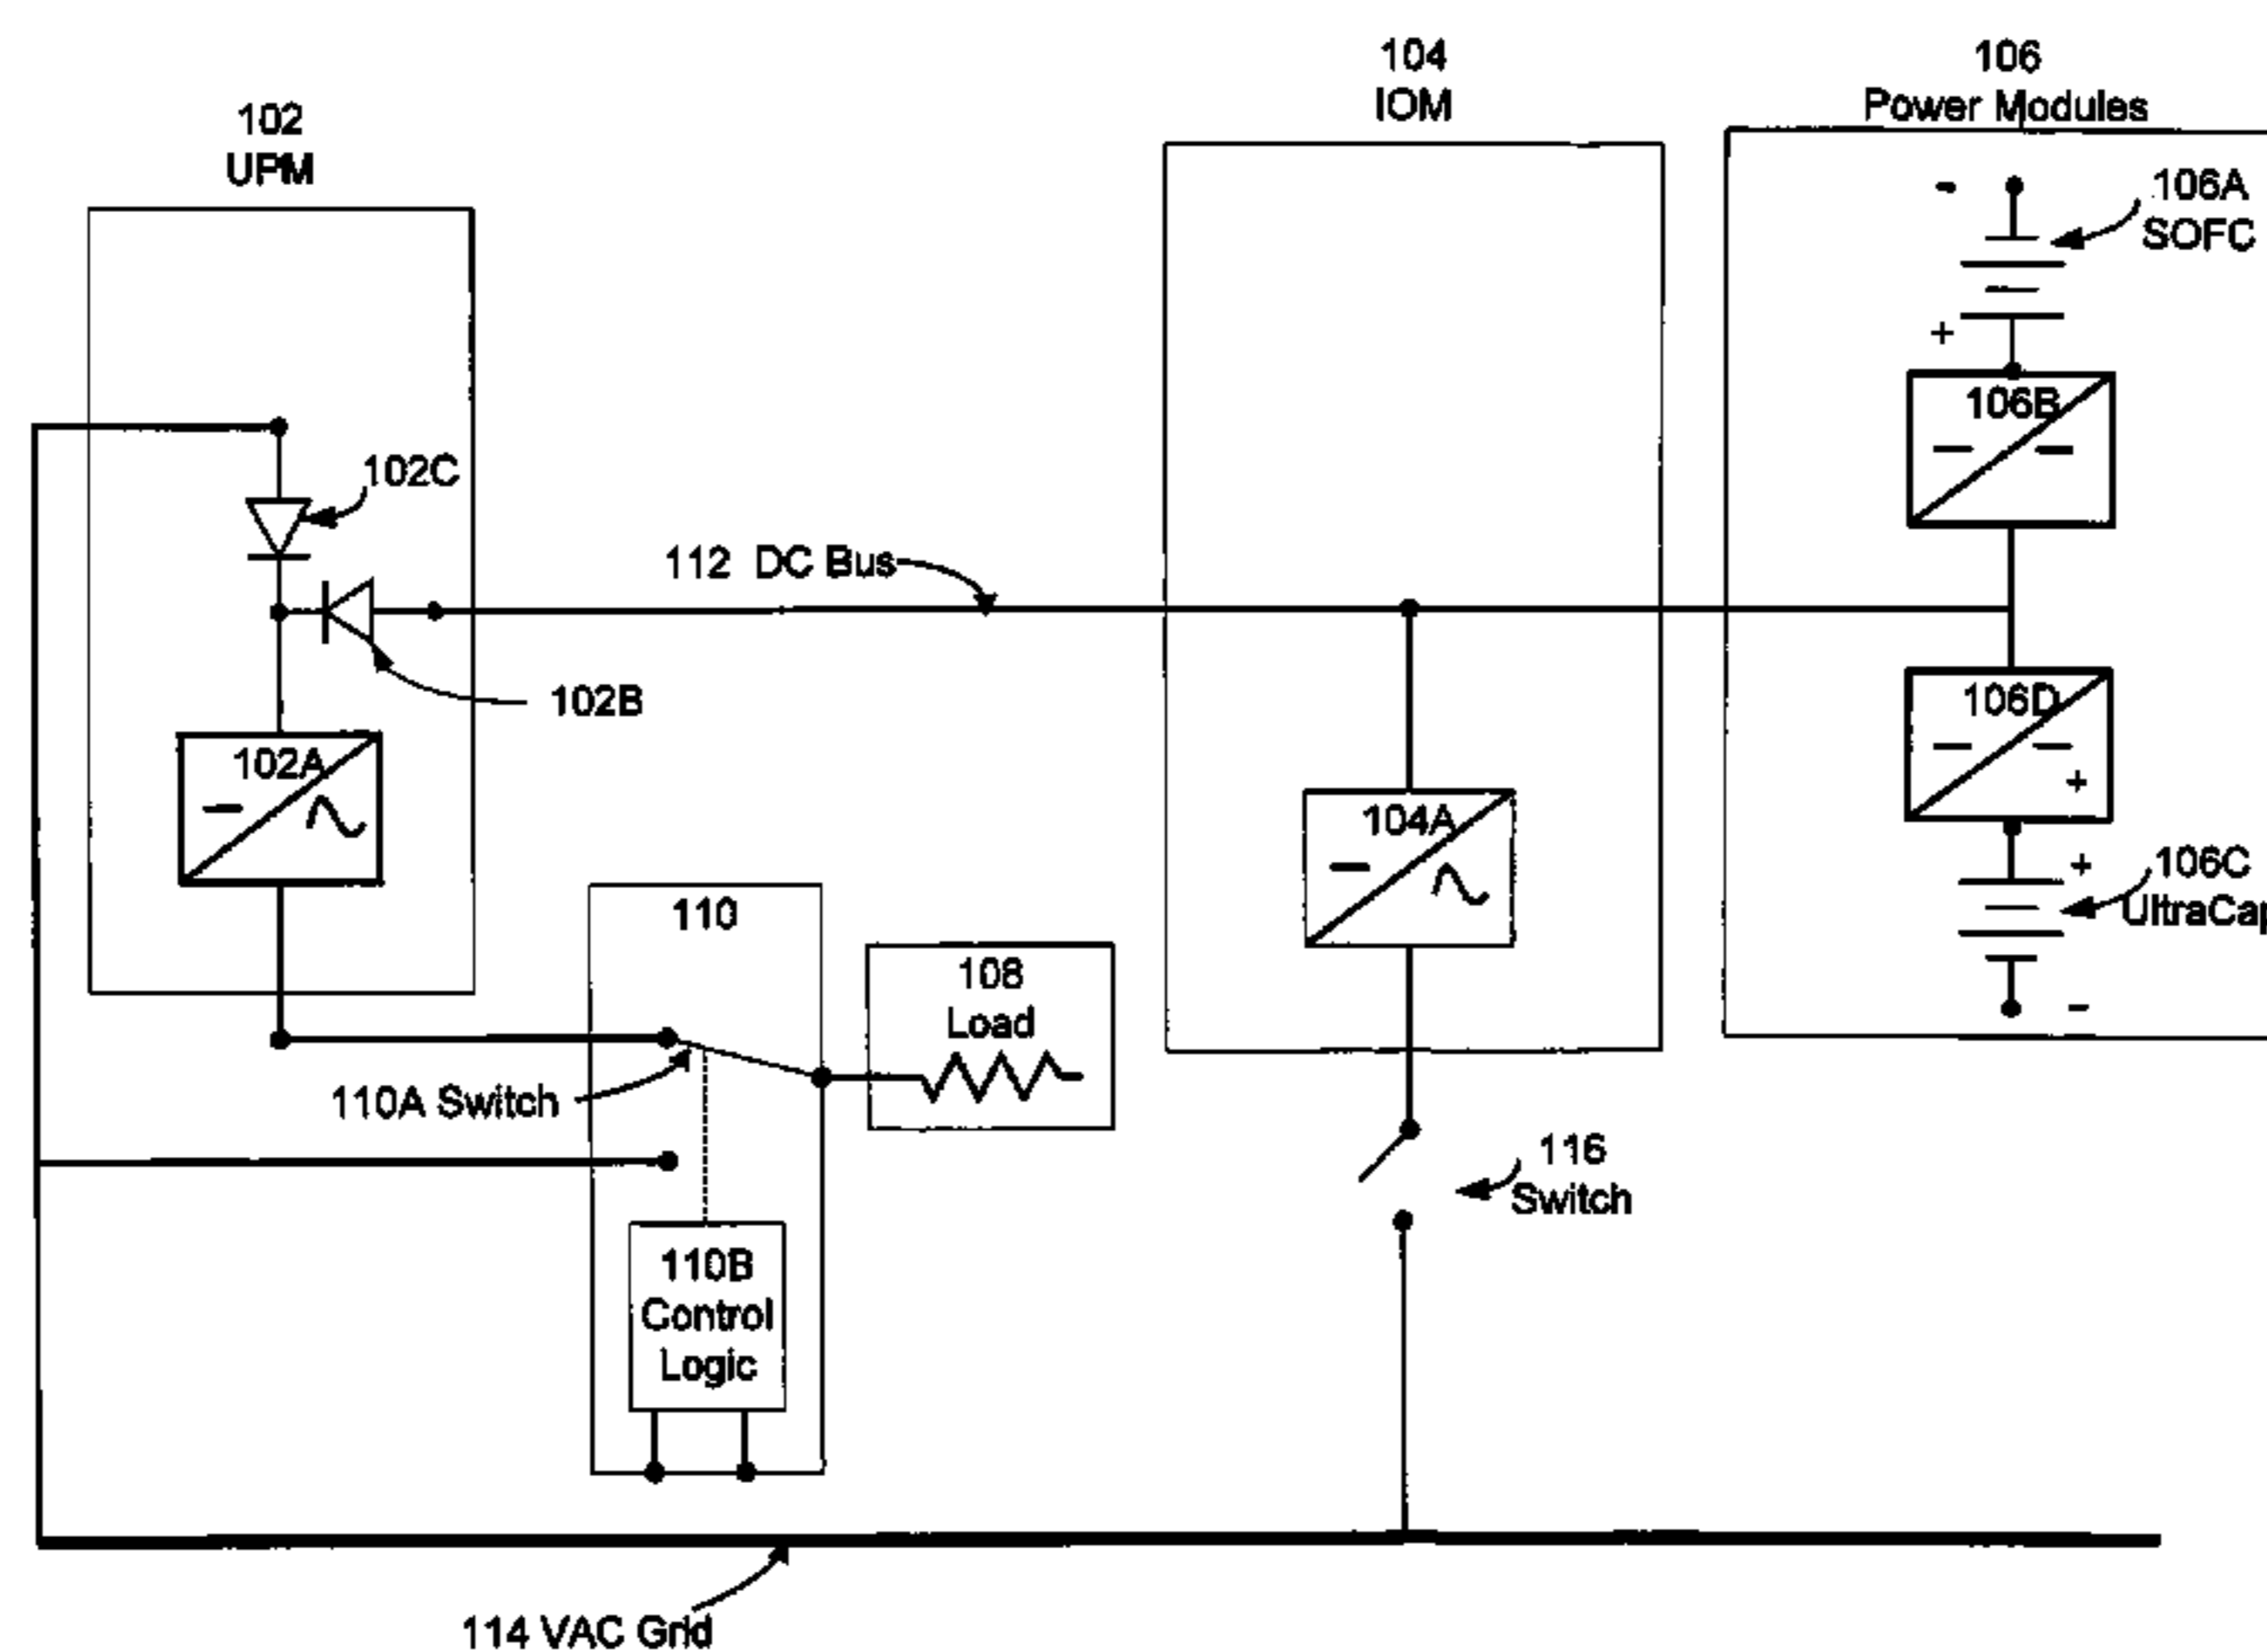 102
UPM
104
IOM
106
Power Modules
106A
SOFC
-
+
102C
106B
112 DC Bus
102B
102A
106D
+
104A
+
106C
UltraCap
-
110
108
Load
110A Switch
116
Switch
110B
Control
Logic
114 VAC Grid